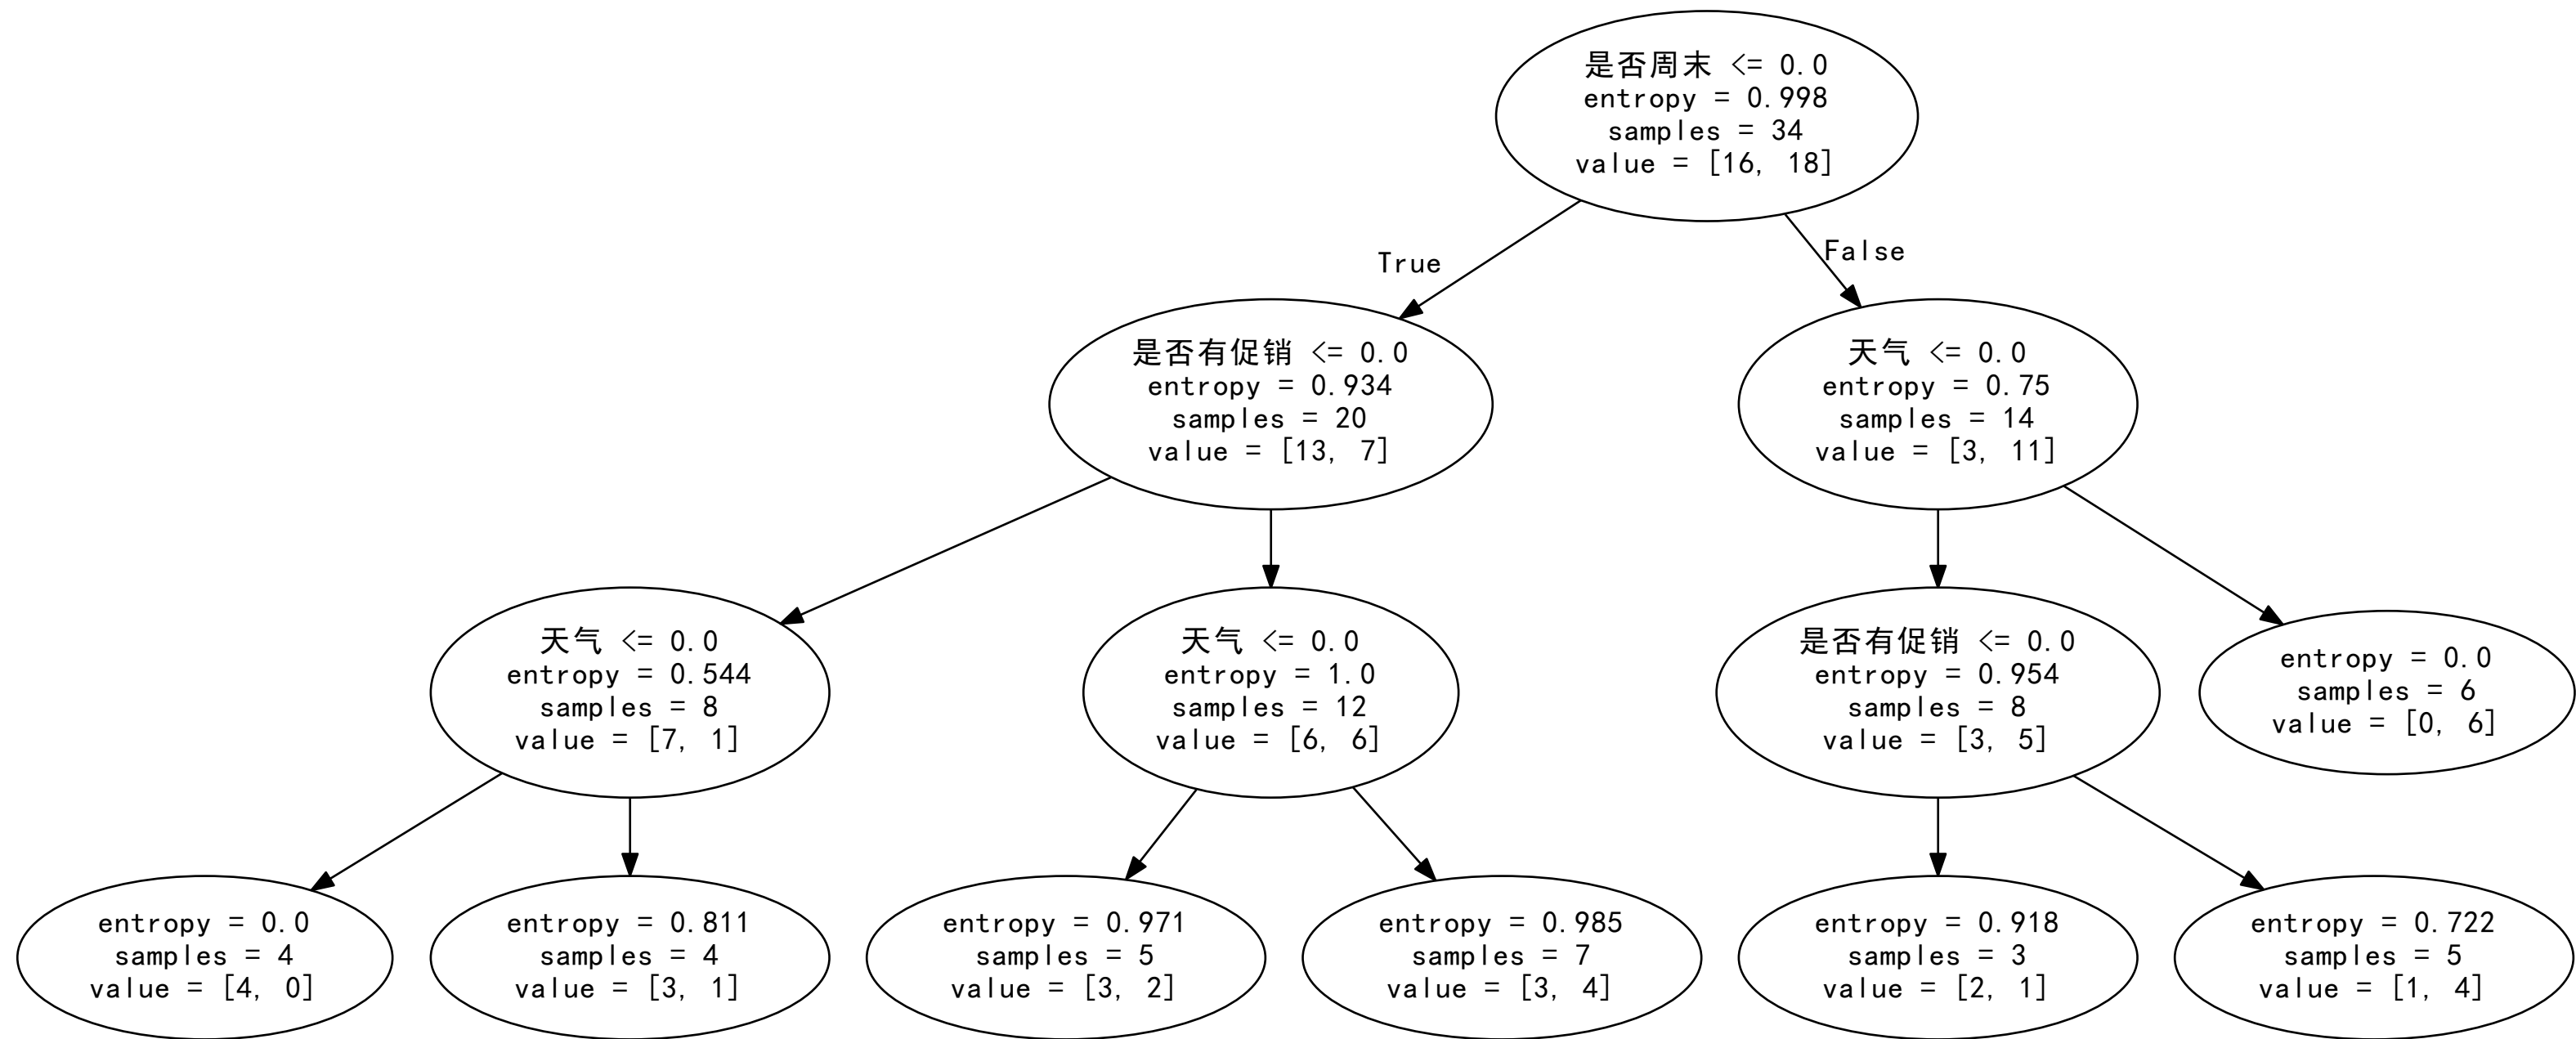 是否周末 <= 0.0
entropy = 0.998
samples = 34
value = [16, 18]
True
False
是否有促销 <= 0.0
entropy = 0.934
samples = 20
value = [13, 7]
天气 <= 0.0
entropy = 0.75
samples = 14
value = [3, 11]
天气 <= 0.0
entropy = 0.544
samples = 8
value = [7, 1]
天气 <= 0.0
entropy = 1.0
samples = 12
value = [6, 6]
是否有促销 <= 0.0
entropy = 0.954
samples = 8
value = [3, 5]
entropy = 0.0
samples = 6
value = [0, 6]
entropy = 0.0
samples = 4
value = [4, 0]
entropy = 0.811
samples = 4
value = [3, 1]
entropy = 0.971
samples = 5
value = [3, 2]
entropy = 0.985
samples = 7
value = [3, 4]
entropy = 0.918
samples = 3
value = [2, 1]
entropy = 0.722
samples = 5
value = [1, 4]